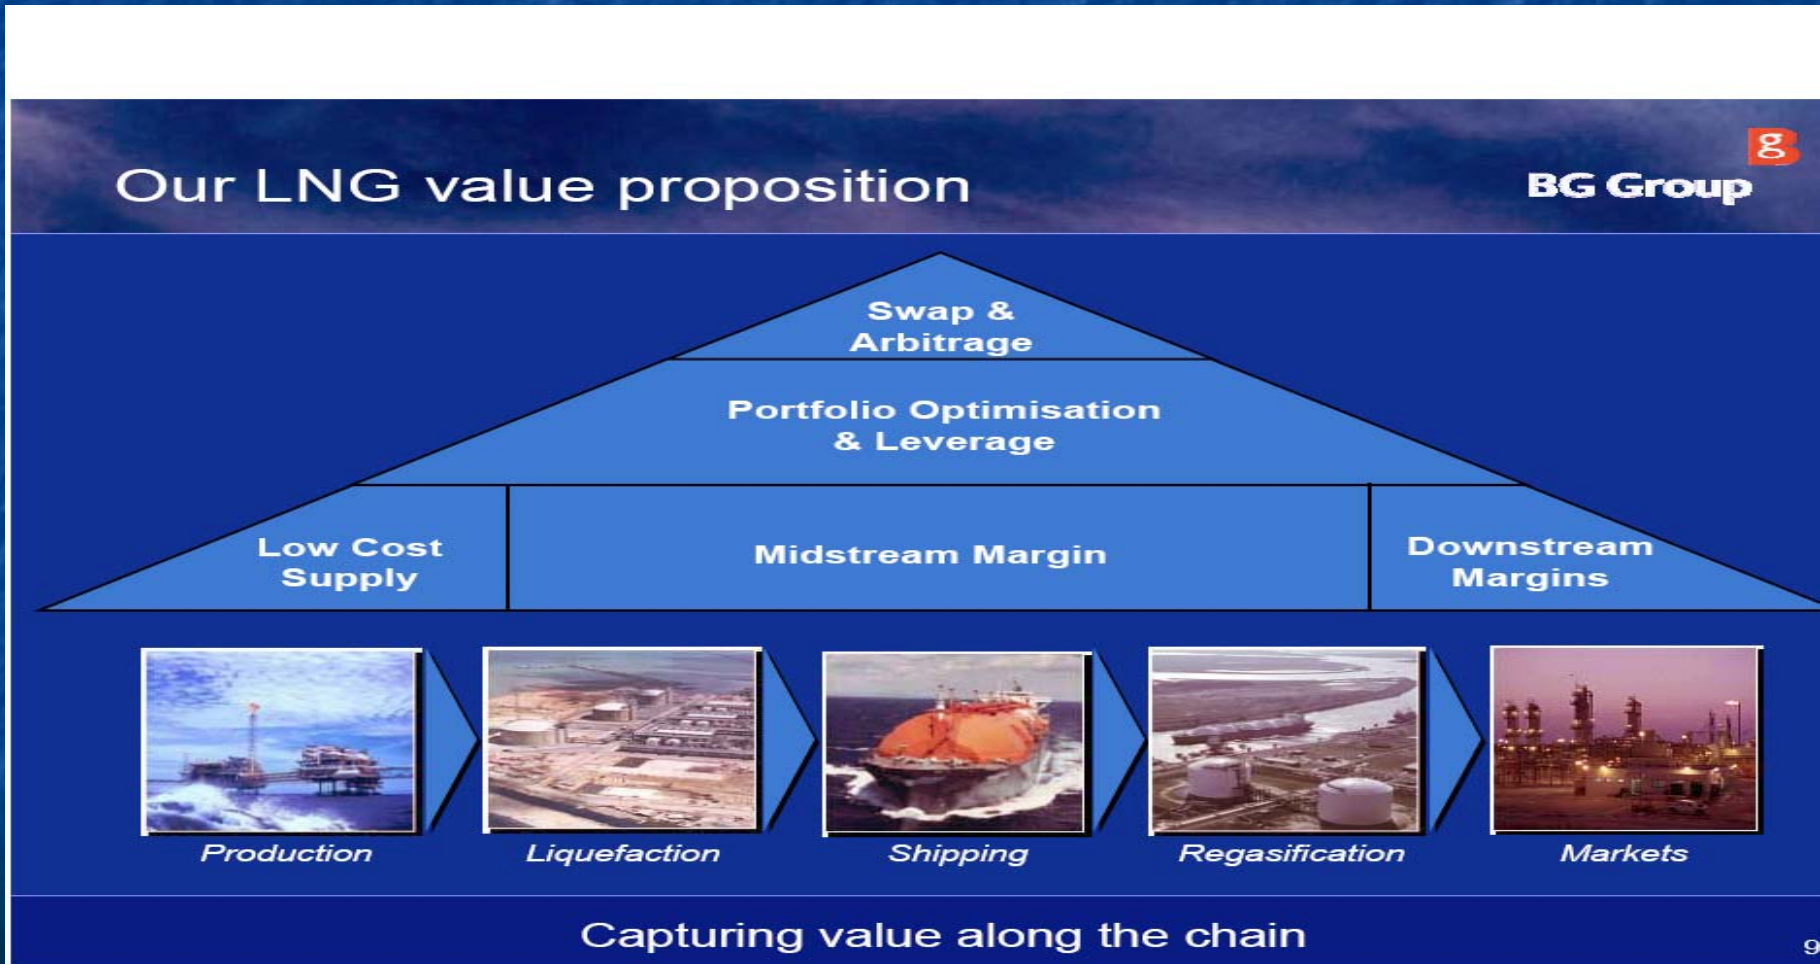 Our LNG value proposition
g
BG Group
Swap &
Arbitrage
Portfolio Optimisation
& Leverage
Low Cost
Supply
Midstream Margin
Downstream
Margins
Production
Liquefaction
Shipping
Regasification
Markets
Capturing value along the chain
9